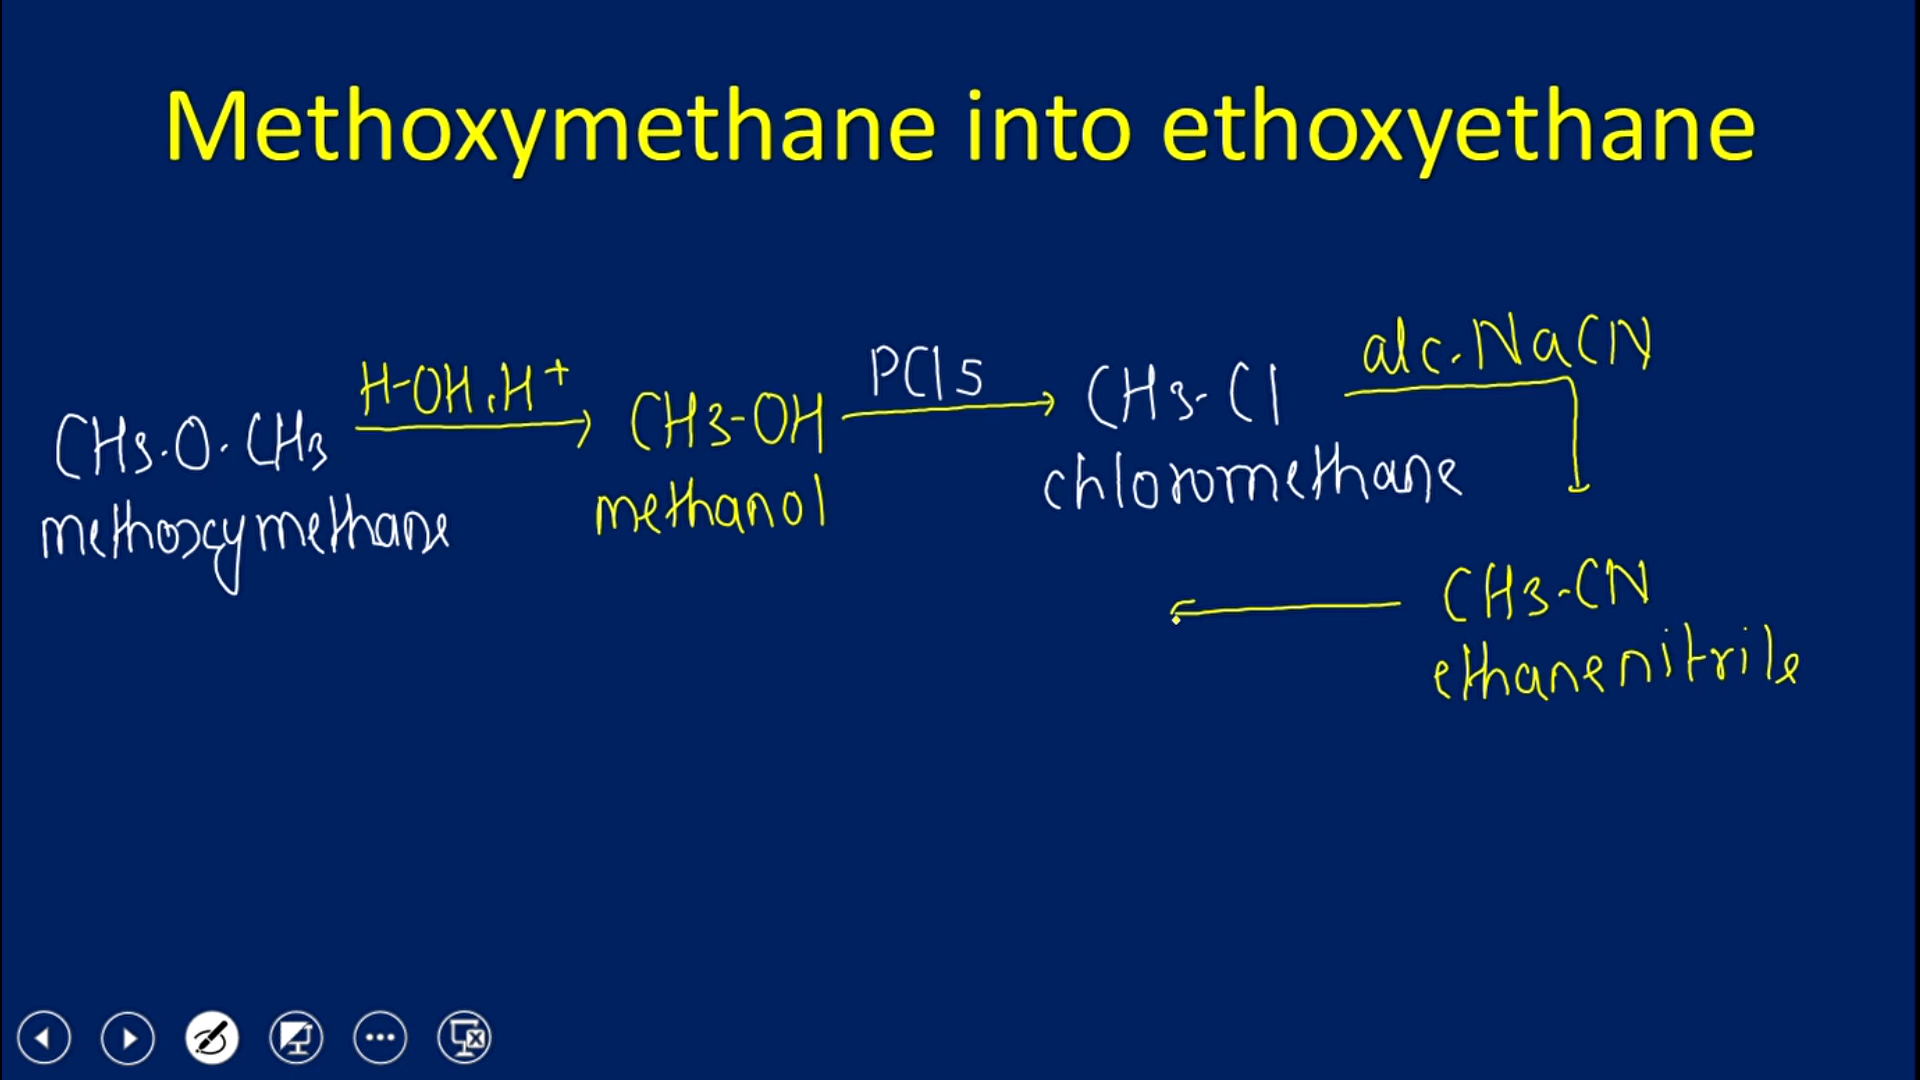 Methoxymethane into ethoxyethane
CH3-O-CH3 H-OH, H+ CH3-OH PCl5 CH3-Cl alc. NaCN
methoxymethane methanol chloromethane
CH3-CN
ethanenitrile